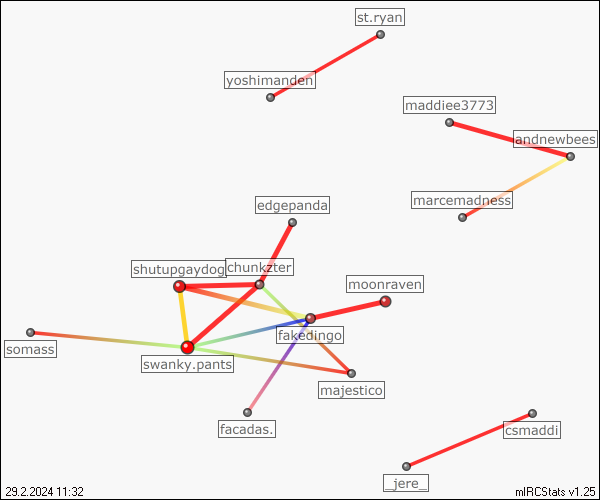 st.ryan
yoshimanden
maddiee3773
andnewbees
marcemadness
edgepanda
shutupgaydog
chunkzter
moonraven
fakedingo
somass
swanky.pants
majestico
facadas.
csmaddi
_jere_
29.2.2024 11:32
mIRCStats v1.25